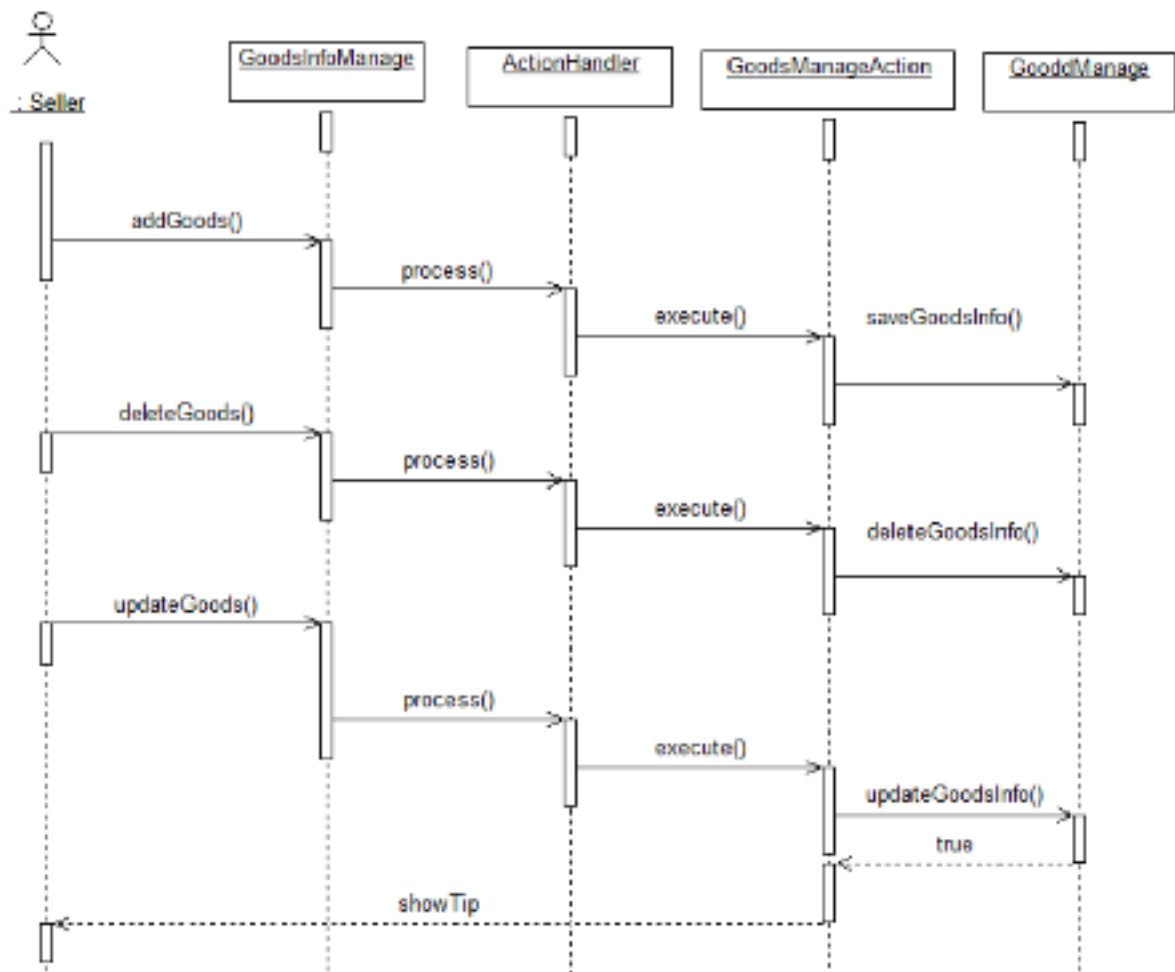 GoodsInfoManage
ActionHandler
GoodsManageAction
GooddManage
: Seller
addGoods()
process()
execute()
saveGoodsInfo()
deleteGoods()
process()
execute()
deleteGoodsInfo()
updateGoods()
process()
execute()
updateGoodsInfo()
true
showTip